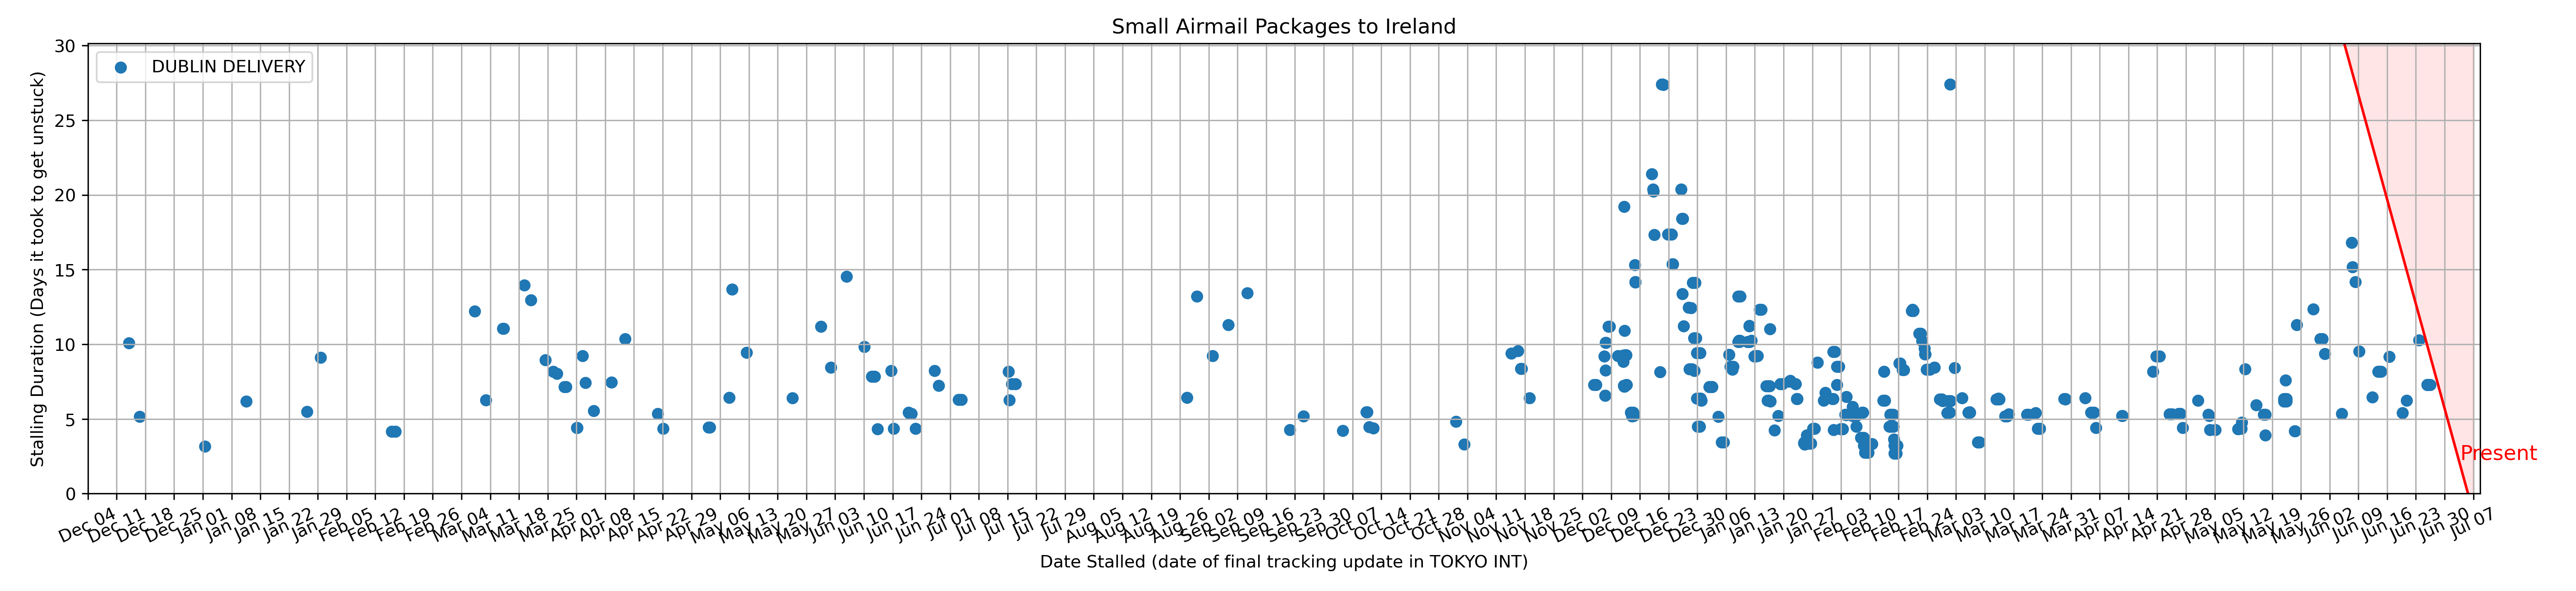 Small Airmail Packages to Ireland
DUBLIN DELIVERY
30
25
20
15
10
5
0
Stalling Duration (Days it took to get unstuck)
Present
Dec 04 Dec 11 Dec 18 Dec 25 Jan 01 Jan 08 Jan 15 Jan 22 Jan 29 Feb 05 Feb 12 Feb 19 Feb 26 Mar 04 Mar 11 Mar 18 Mar 25 Apr 01 Apr 08 Apr 15 Apr 22 Apr 29 May 06 May 13 May 20 May 27 Jun 03 Jun 10 Jun 17 Jun 24 Jul 01 Jul 08 Jul 15 Jul 22 Jul 29 Aug 05 Aug 12 Aug 19 Aug 26 Sep 02 Sep 09 Sep 16 Sep 23 Sep 30 Oct 07 Oct 14 Oct 21 Oct 28 Nov 04 Nov 11 Nov 18 Nov 25 Dec 02 Dec 09 Dec 16 Dec 23 Dec 30 Jan 06 Jan 13 Jan 20 Jan 27 Feb 03 Feb 10 Feb 17 Feb 24 Mar 03 Mar 10 Mar 17 Mar 24 Mar 31 Apr 07 Apr 14 Apr 21 Apr 28 May 05 May 12 May 19 May 26 Jun 02 Jun 09 Jun 16 Jun 23 Jun 30 Jul 07
Date Stalled (date of final tracking update in TOKYO INT)